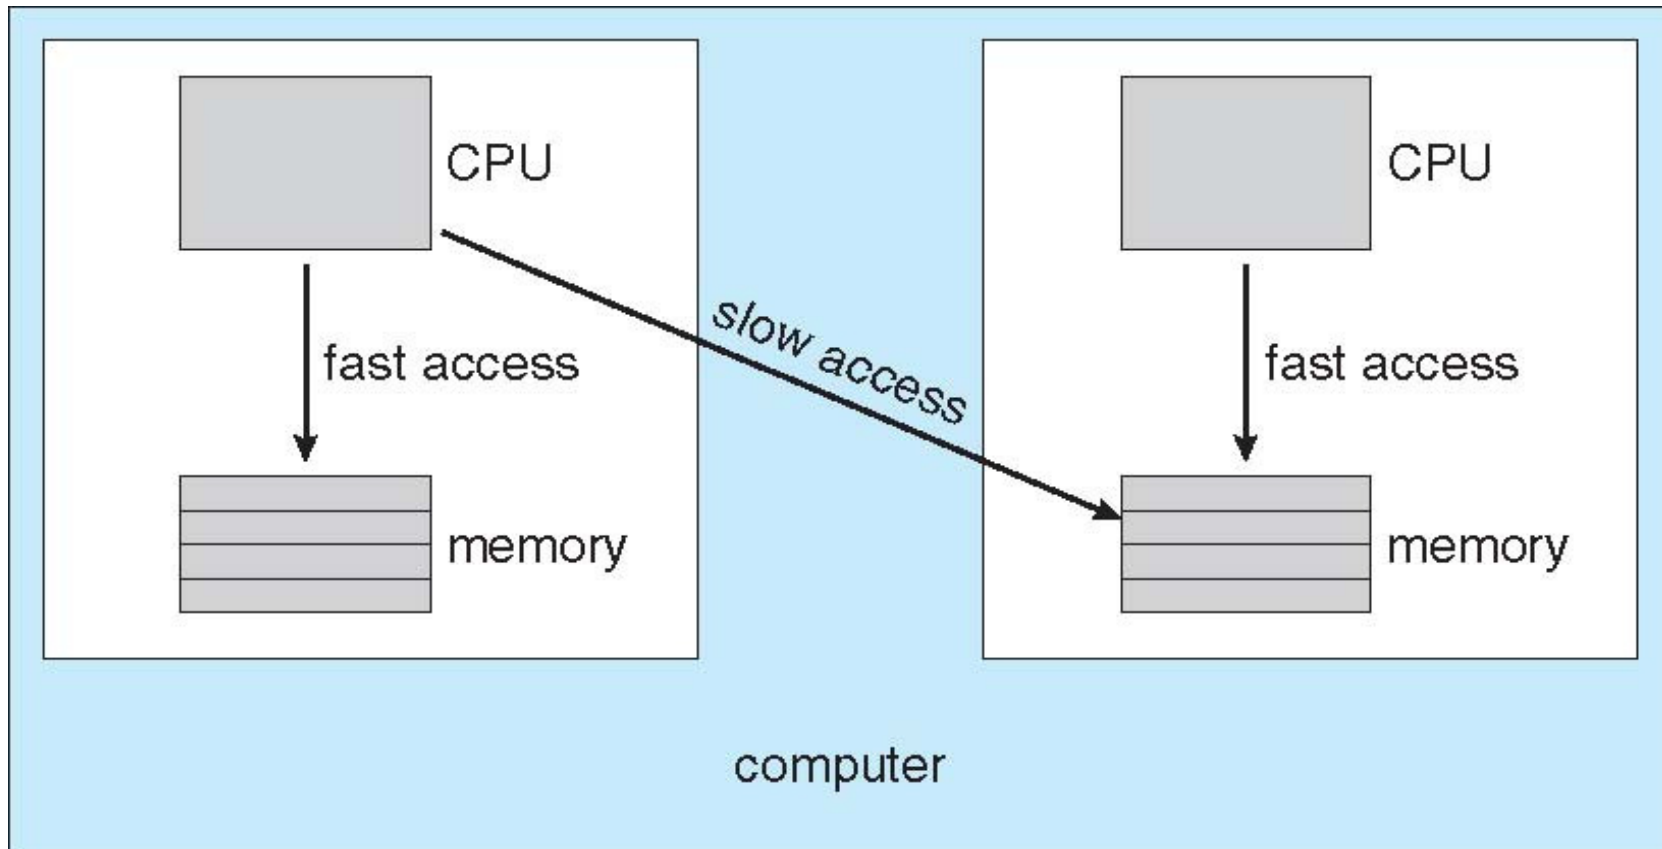 CPU
CPU
slow access
fast access
fast access
memory
memory
computer